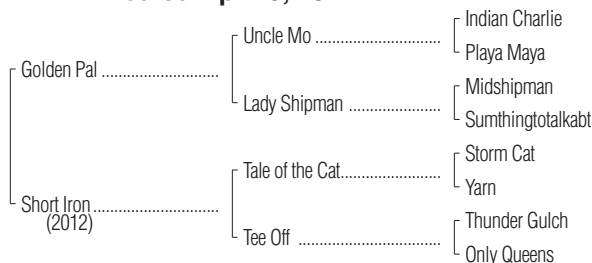 Indian Charlie
Uncle Mo ........................................
Playa Maya
Golden Pal .....................................
Midshipman
Lady Shipman .............................
Sumthingtotalkabt
Storm Cat
Tale of the Cat...............................
Yarn
Short Iron........................................
(2012)
Thunder Gulch
Tee Off ...........................................
Only Queens